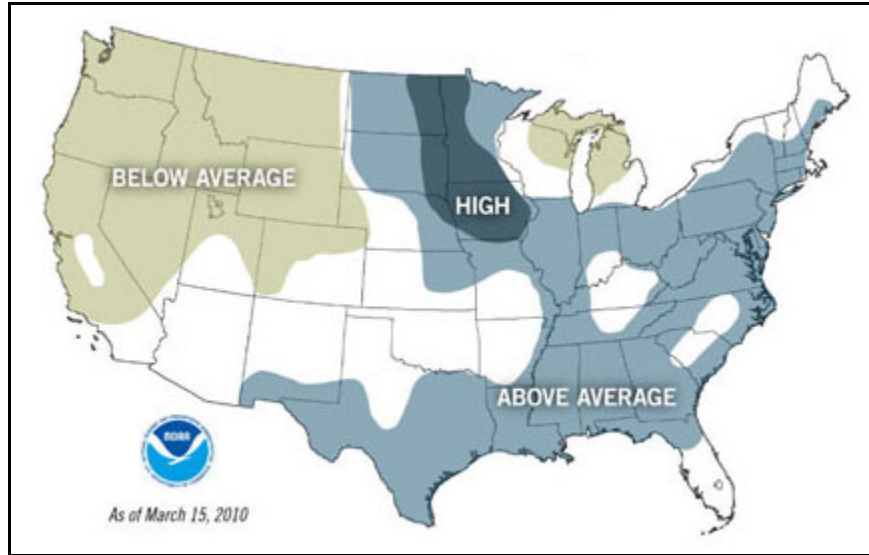 BELOW AVERAGE
HIGH
ABOVE AVERAGE
NOAA
As of March 15, 2010